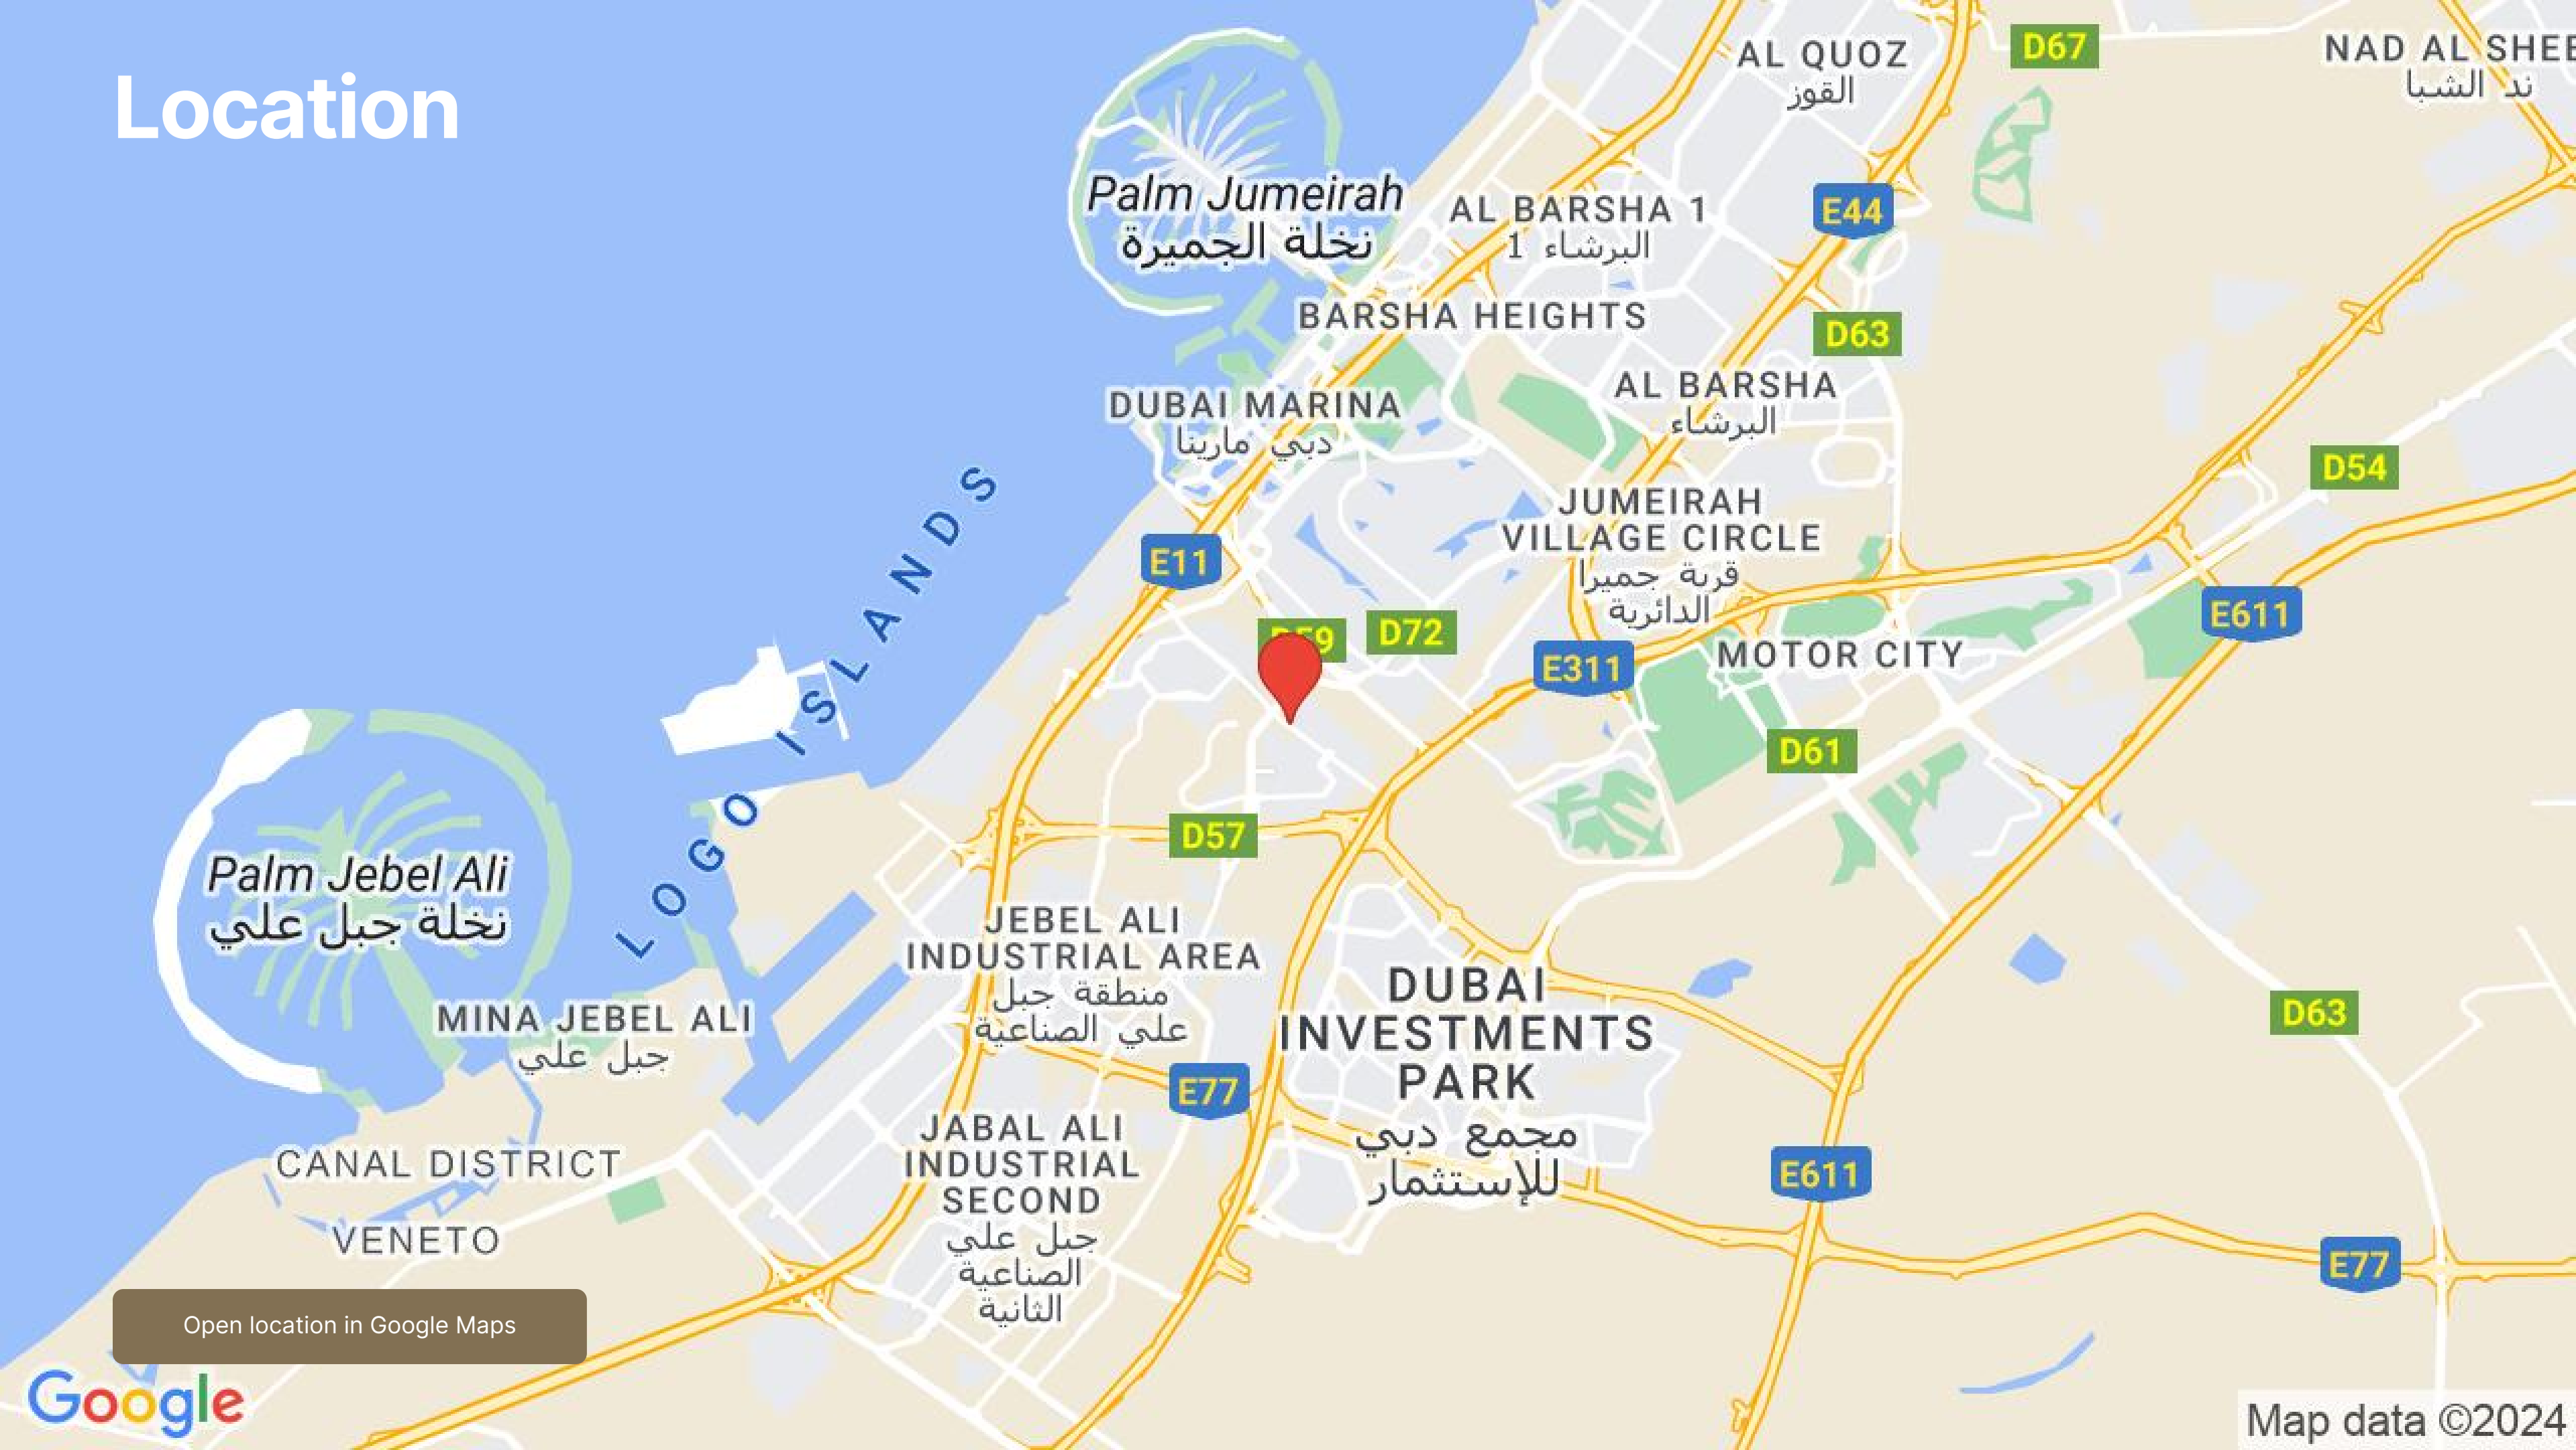 Location
AL QUOZ
القوز
D67
NAD AL SHEE
ند الشبا
Palm Jumeirah
نخلة الجميرة
AL BARSHA 1
البرشاء 1
E44
BARSHA HEIGHTS
D63
AL BARSHA
البرشاء
DUBAI MARINA
دبي مارينا
D54
JUMEIRAH
VILLAGE CIRCLE
قرية جميرا
الدائرية
E11
LOGO ISLANDS
D72
E311
MOTOR CITY
E611
D61
D57
Palm Jebel Ali
نخلة جبل علي
JEBEL ALI
INDUSTRIAL AREA
منطقة جبل
علي الصناعية
DUBAI
INVESTMENTS
PARK
مجمع دبي
للإستثمار
MINA JEBEL ALI
جبل علي
D63
E77
JABAL ALI
INDUSTRIAL
SECOND
جبل علي
الصناعية
الثانية
CANAL DISTRICT
VENETO
E611
E77
Open location in Google Maps
Google
Map data ©2024